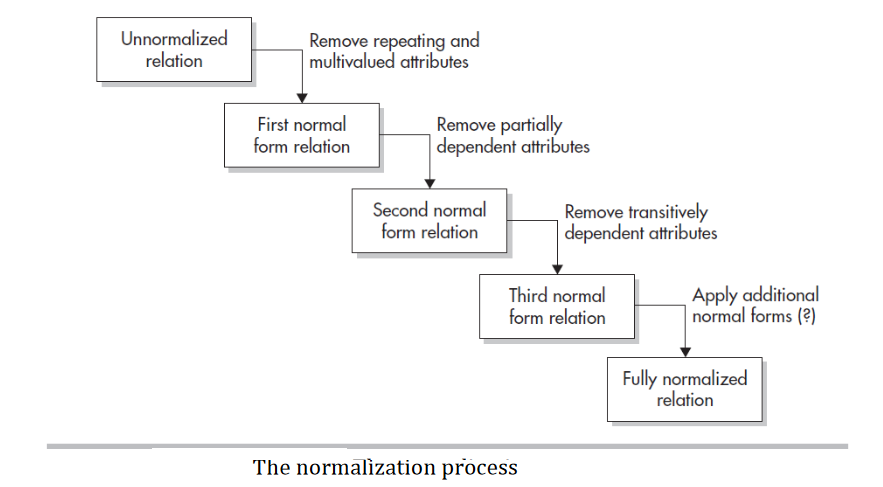 Unnormalized
relation
Remove repeating and
multivalued attributes
First normal
form relation
Remove partially
dependent attributes
Second normal
form relation
Remove transitively
dependent attributes
Third normal
form relation
Apply additional
normal forms (?)
Fully normalized
relation
The normalization process